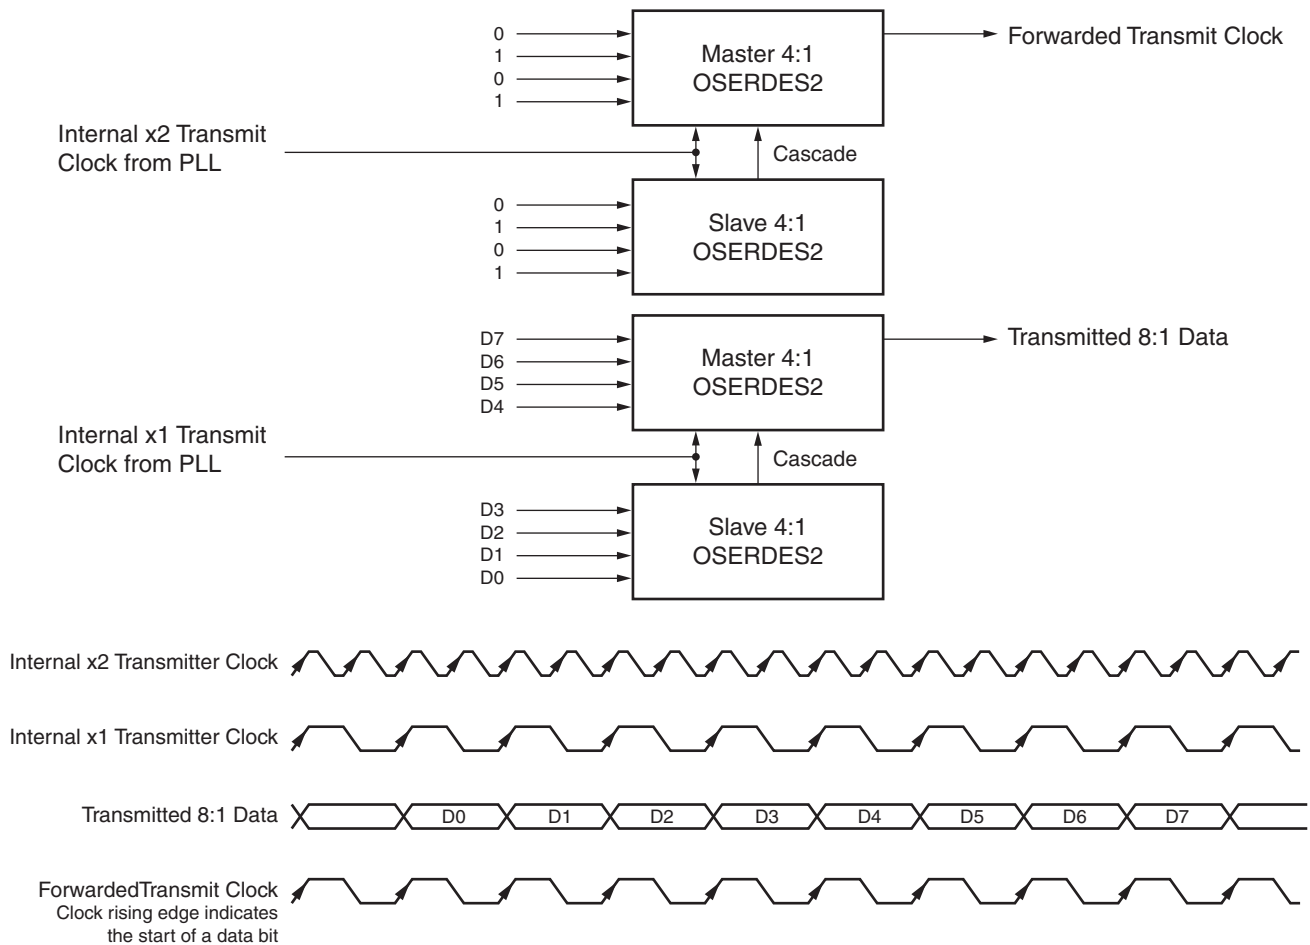 0
1
0
1
Master 4:1
OSERDES2
Forwarded Transmit Clock
Internal x2 Transmit
Clock from PLL
Cascade
0
1
0
1
Slave 4:1
OSERDES2
D7
D6
D5
D4
Master 4:1
OSERDES2
Transmitted 8:1 Data
Internal x1 Transmit
Clock from PLL
Cascade
D3
D2
D1
D0
Slave 4:1
OSERDES2
Internal x2 Transmitter Clock
Internal x1 Transmitter Clock
Transmitted 8:1 Data
D0 D1 D2 D3 D4 D5 D6 D7
ForwardedTransmit Clock
Clock rising edge indicates
the start of a data bit